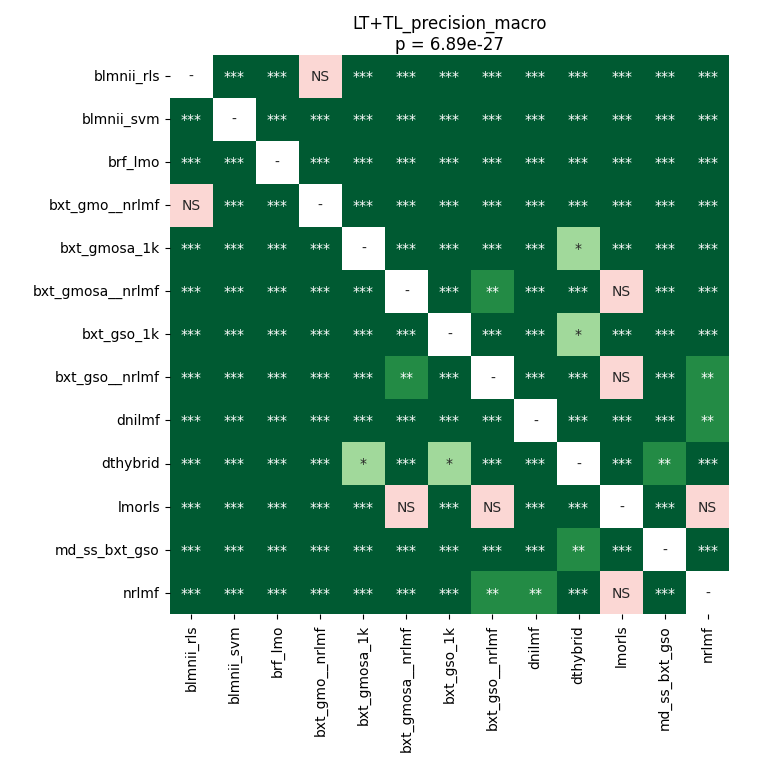 LT+TL_precision_macro
p = 6.89e-27
blmnii_rls - *** *** NS *** *** *** *** *** *** *** *** ***
blmnii_svm *** - *** *** *** *** *** *** *** *** *** *** ***
brf_lmo *** *** - *** *** *** *** *** *** *** *** *** ***
bxt_gmo__nrlmf NS *** *** - *** *** *** *** *** *** *** *** ***
bxt_gmosa_1k *** *** *** *** - *** *** *** *** * *** *** ***
bxt_gmosa__nrlmf *** *** *** *** *** - *** ** *** *** NS *** ***
bxt_gso_1k *** *** *** *** *** *** - *** *** * *** *** ***
bxt_gso__nrlmf *** *** *** *** *** ** *** - *** *** NS *** **
dnilmf *** *** *** *** *** *** *** *** - *** *** *** **
dthybrid *** *** *** *** * *** * *** *** - *** ** ***
lmorls *** *** *** *** *** NS *** NS *** *** - *** NS
md_ss_bxt_gso *** *** *** *** *** *** *** *** *** ** *** - ***
nrlmf *** *** *** *** *** *** *** ** ** *** NS *** -
blmnii_rls
blmnii_svm
brf_lmo
bxt_gmo__nrlmf
bxt_gmosa_1k
bxt_gmosa__nrlmf
bxt_gso_1k
bxt_gso__nrlmf
dnilmf
dthybrid
lmorls
md_ss_bxt_gso
nrlmf